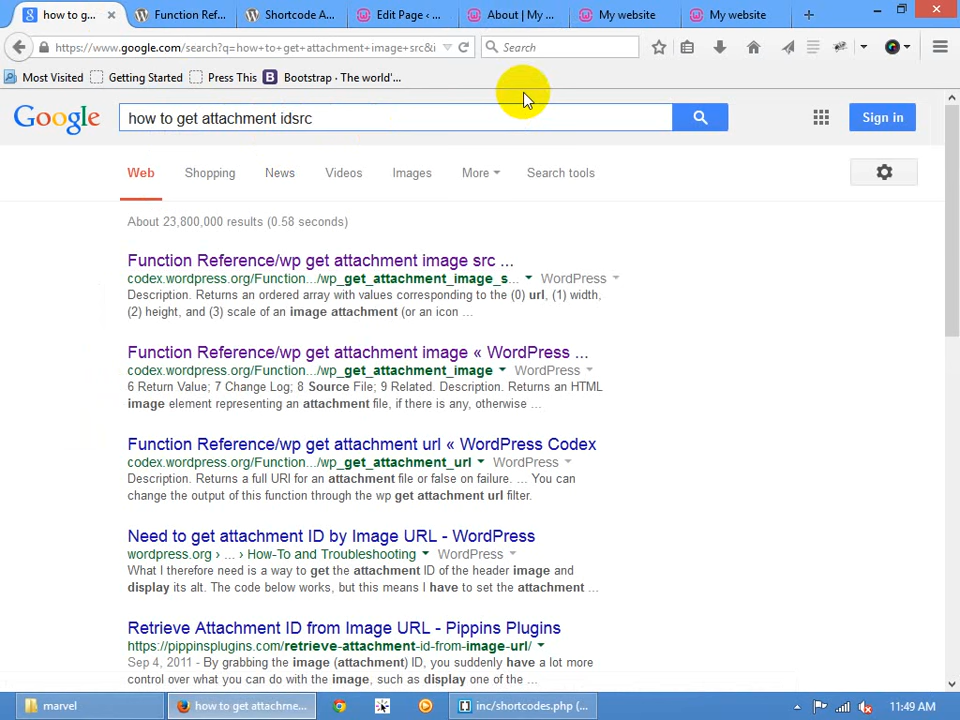 how to g...
Function Ref...
Shortcode A...
Edit Page ‹ ...
About | My ...
My website
My website
https://www.google.com/search?q=how+to+get+attachment+image+src&i
Search
Most Visited
Getting Started
Press This
Bootstrap · The world'...
Google
how to get attachment idsrc
Sign in
Web
Shopping
News
Videos
Images
More
Search tools
About 23,800,000 results (0.58 seconds)
Function Reference/wp get attachment image src ...
codex.wordpress.org/Function.../wp_get_attachment_image_s... WordPress
Description. Returns an ordered array with values corresponding to the (0) url, (1) width,
(2) height, and (3) scale of an image attachment (or an icon ...
Function Reference/wp get attachment image « WordPress ...
codex.wordpress.org/Function.../wp_get_attachment_image WordPress
6 Return Value; 7 Change Log; 8 Source File; 9 Related. Description. Returns an HTML
image element representing an attachment file, if there is any, otherwise ...
Function Reference/wp get attachment url « WordPress Codex
codex.wordpress.org/Function.../wp_get_attachment_url WordPress
Description. Returns a full URI for an attachment file or false on failure. ... You can
change the output of this function through the wp get attachment url filter.
Need to get attachment ID by Image URL - WordPress
wordpress.org › ... › How-To and Troubleshooting WordPress
What I therefore need is a way to get the attachment ID of the header image and
display its alt. The code below works, but this means I have to set the attachment ...
Retrieve Attachment ID from Image URL - Pippins Plugins
https://pippinsplugins.com/retrieve-attachment-id-from-image-url/
Sep 4, 2011 - By grabbing the image (attachment) ID, you suddenly have a lot more
control over what you can do with the image, such as display one of the ...
marvel
how to get attachme...
inc/shortcodes.php (...
11:49 AM